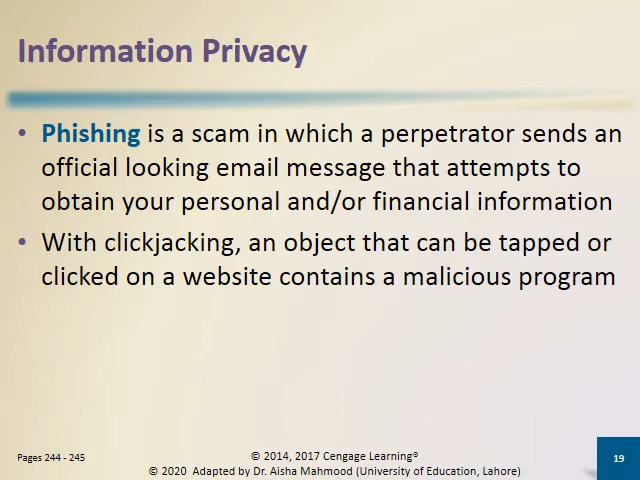 Information Privacy
• Phishing is a scam in which a perpetrator sends an
official looking email message that attempts to
obtain your personal and/or financial information
• With clickjacking, an object that can be tapped or
clicked on a website contains a malicious program
Pages 244 - 245
© 2014, 2017 Cengage Learning®
© 2020 Adapted by Dr. Aisha Mahmood (University of Education, Lahore)
19